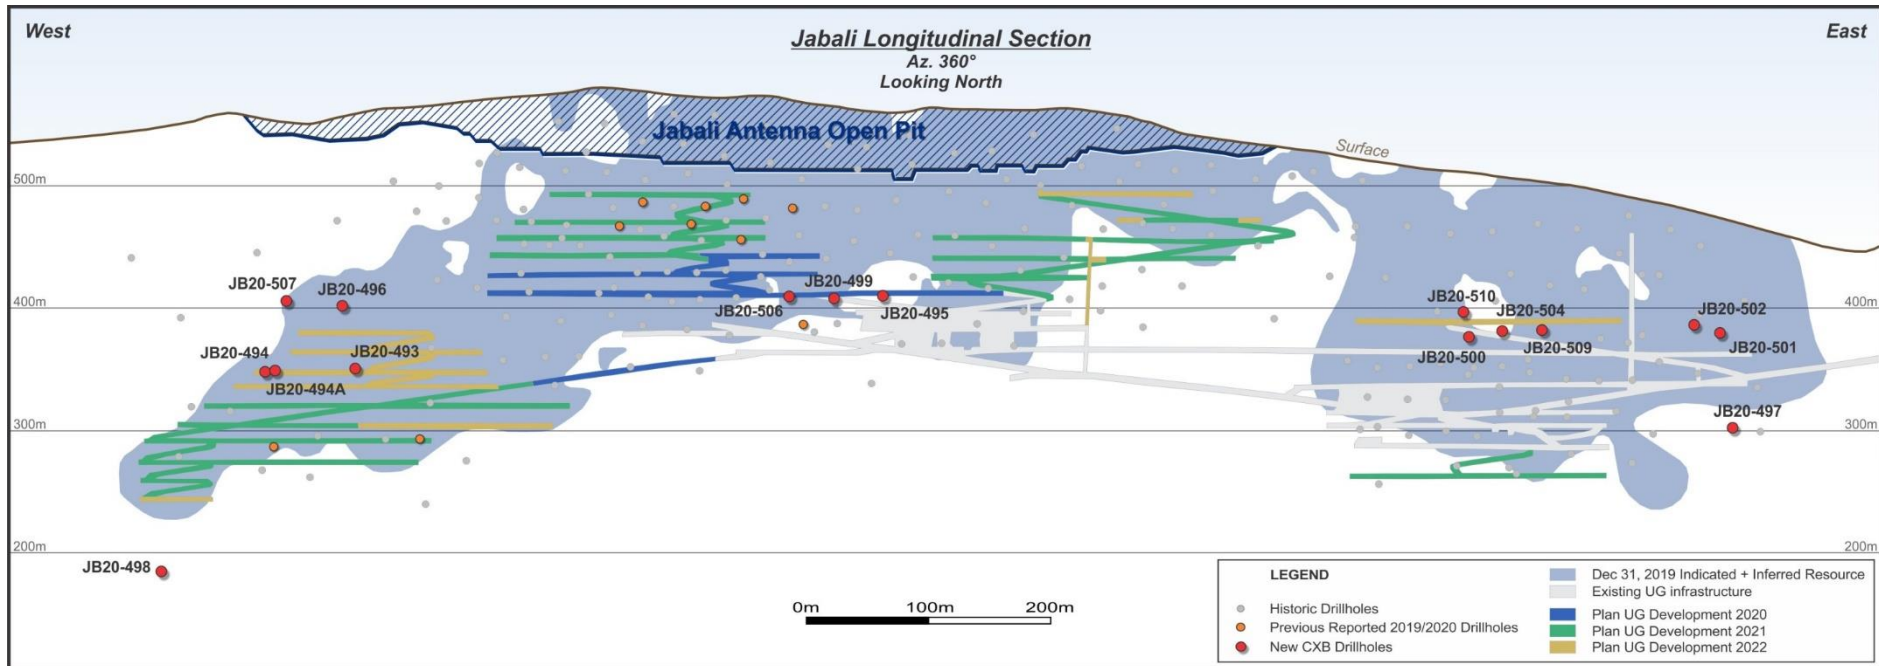 West
Jabali Longitudinal Section
East
Az. 360°
Looking North
Jabali Antenna Open Pit
Surface
500m
500m
JB20-507
JB20-496
JB20-499
JB20-510
JB20-504
JB20-502
400m
400m
JB20-506
JB20-495
JB20-500
JB20-509
JB20-501
JB20-494
JB20-493
JB20-494A
JB20-497
300m
300m
200m
200m
JB20-498
0m
100m
200m
LEGEND
Historic Drillholes
Previous Reported 2019/2020 Drillholes
New CXB Drillholes
Dec 31, 2019 Indicated + Inferred Resource
Existing UG infrastructure
Plan UG Development 2020
Plan UG Development 2021
Plan UG Development 2022